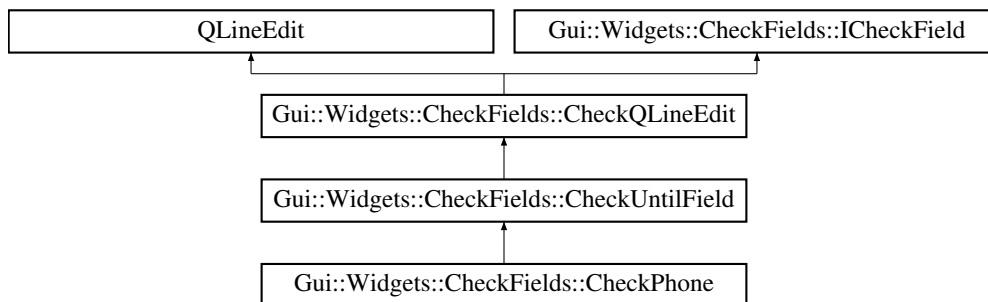 QLineEdit
Gui::Widgets::CheckFields::ICheckField
Gui::Widgets::CheckFields::CheckQLineEdit
Gui::Widgets::CheckFields::CheckUntilField
Gui::Widgets::CheckFields::CheckPhone